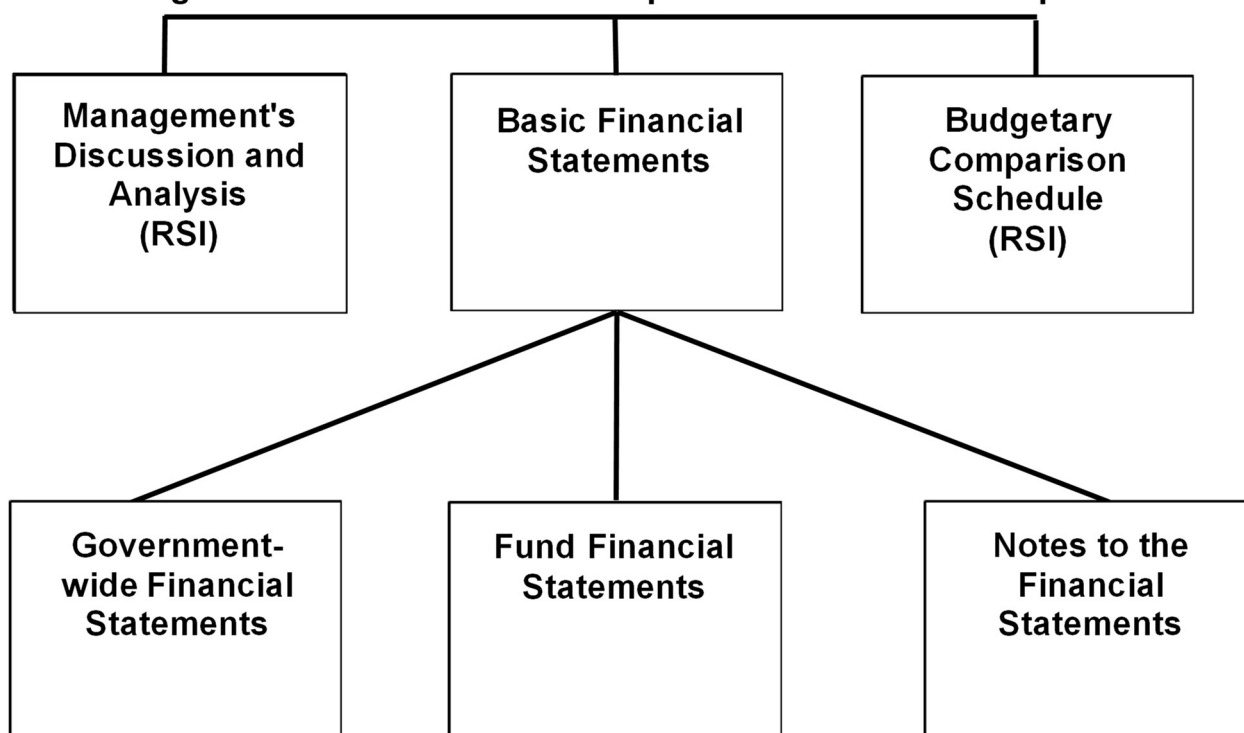 Management's
Discussion and
Analysis
(RSI)
Basic Financial
Statements
Budgetary
Comparison
Schedule
(RSI)
Government-
wide Financial
Statements
Fund Financial
Statements
Notes to the
Financial
Statements